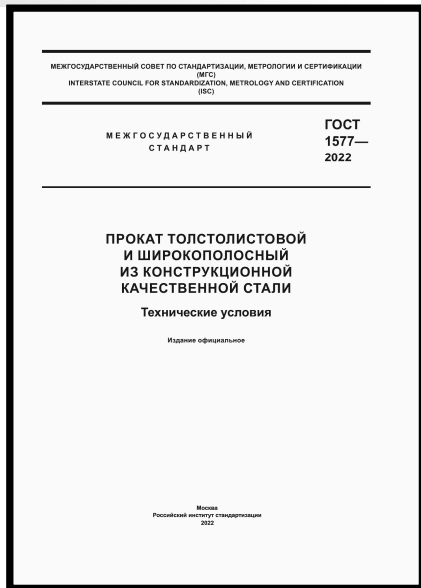 МЕЖГОСУДАРСТВЕННЫЙ СОВЕТ ПО СТАНДАРТИЗАЦИИ, МЕТРОЛОГИИ И СЕРТИФИКАЦИИ
(МГС)
INTERSTATE COUNCIL FOR STANDARDIZATION, METROLOGY AND CERTIFICATION
(ISC)
МЕЖГОСУДАРСТВЕННЫЙ
СТАНДАРТ
ГОСТ
1577—
2022
ПРОКАТ ТОЛСТОЛИСТОВОЙ
И ШИРОКОПОЛОСНЫЙ
ИЗ КОНСТРУКЦИОННОЙ
КАЧЕСТВЕННОЙ СТАЛИ
Технические условия
Издание официальное
Москва
Российский институт стандартизации
2022